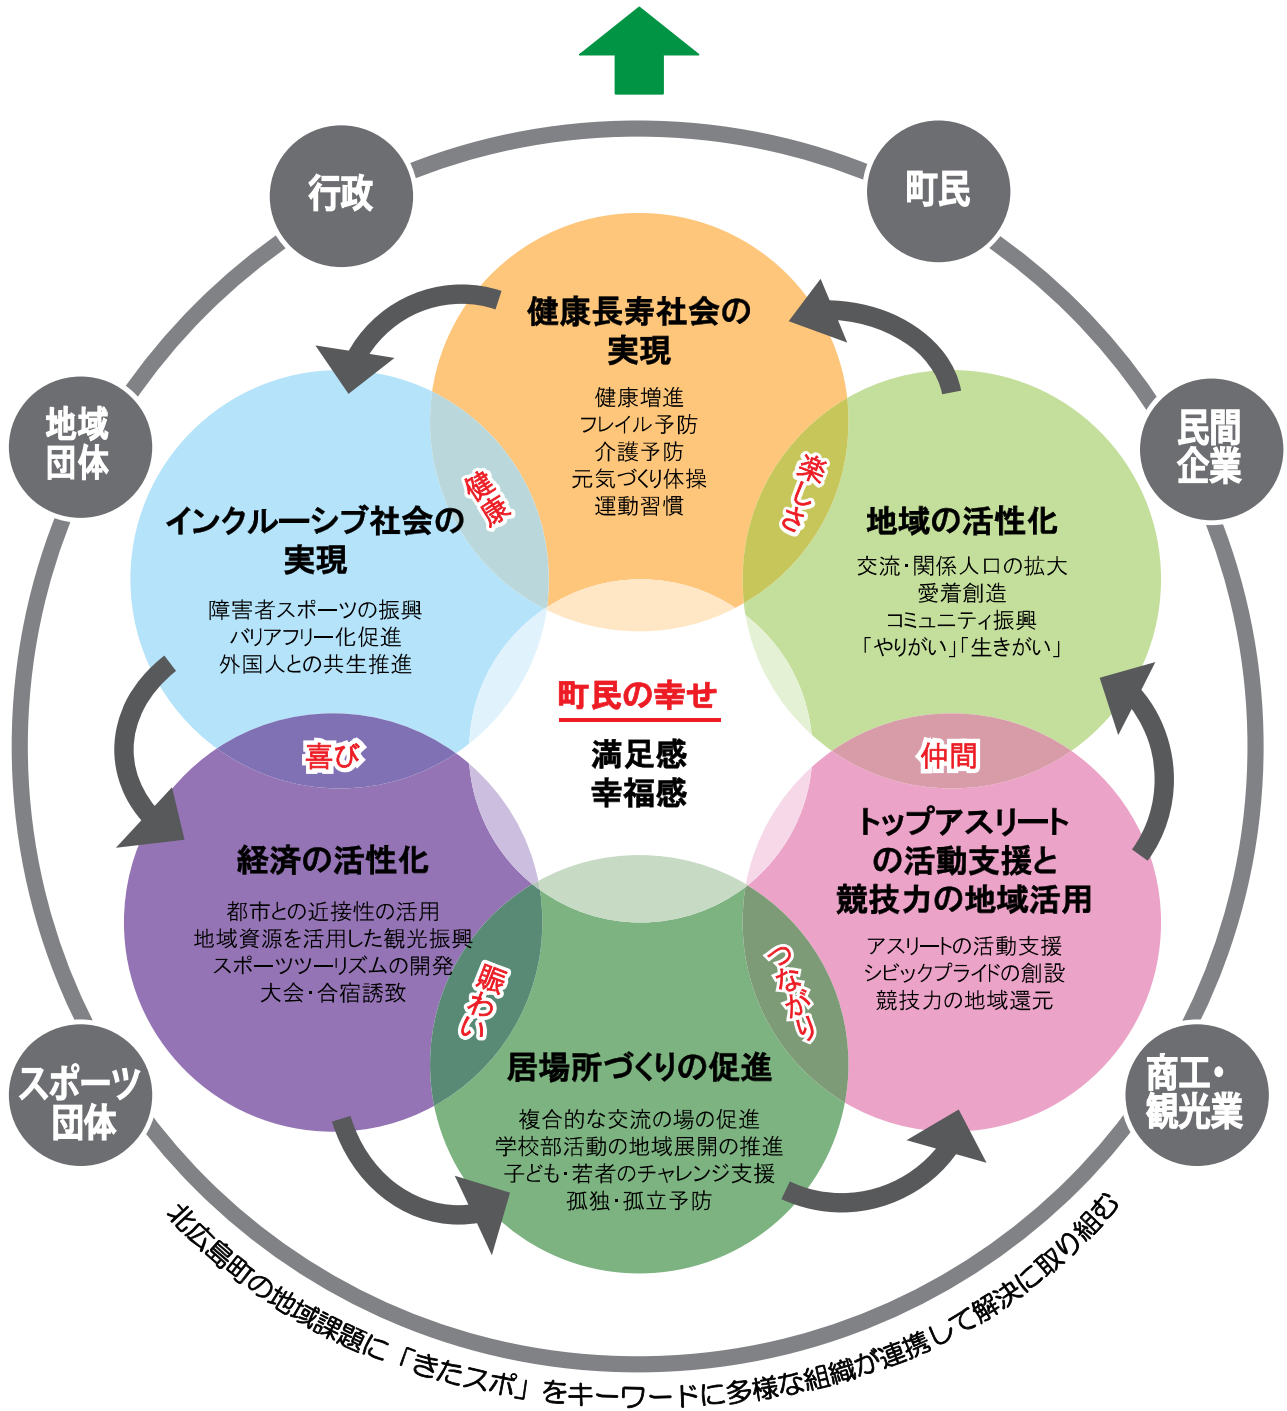 行政
町民
地域
団体
民間
企業
スポーツ
団体
商工・
観光業
健康長寿社会の
実現
健康増進
フレイル予防
介護予防
元気づくり体操
運動習慣
健康
楽しさ
インクルーシブ社会の
実現
障害者スポーツの振興
バリアフリー化促進
外国人との共生推進
地域の活性化
交流・関係人口の拡大
愛着創造
コミュニティ振興
「やりがい」「生きがい」
町民の幸せ
満足感
幸福感
喜び
仲間
経済の活性化
都市との近接性の活用
地域資源を活用した観光振興
スポーツツーリズムの開発
大会・合宿誘致
トップアスリート
の活動支援と
競技力の地域活用
アスリートの活動支援
シビックプライドの創設
競技力の地域還元
賑わい
つながり
居場所づくりの促進
複合的な交流の場の促進
学校部活動の地域展開の推進
子ども・若者のチャレンジ支援
孤独・孤立予防
北広島町の地域課題に「きたスポ」をキーワードに多様な組織が連携して解決に取り組む